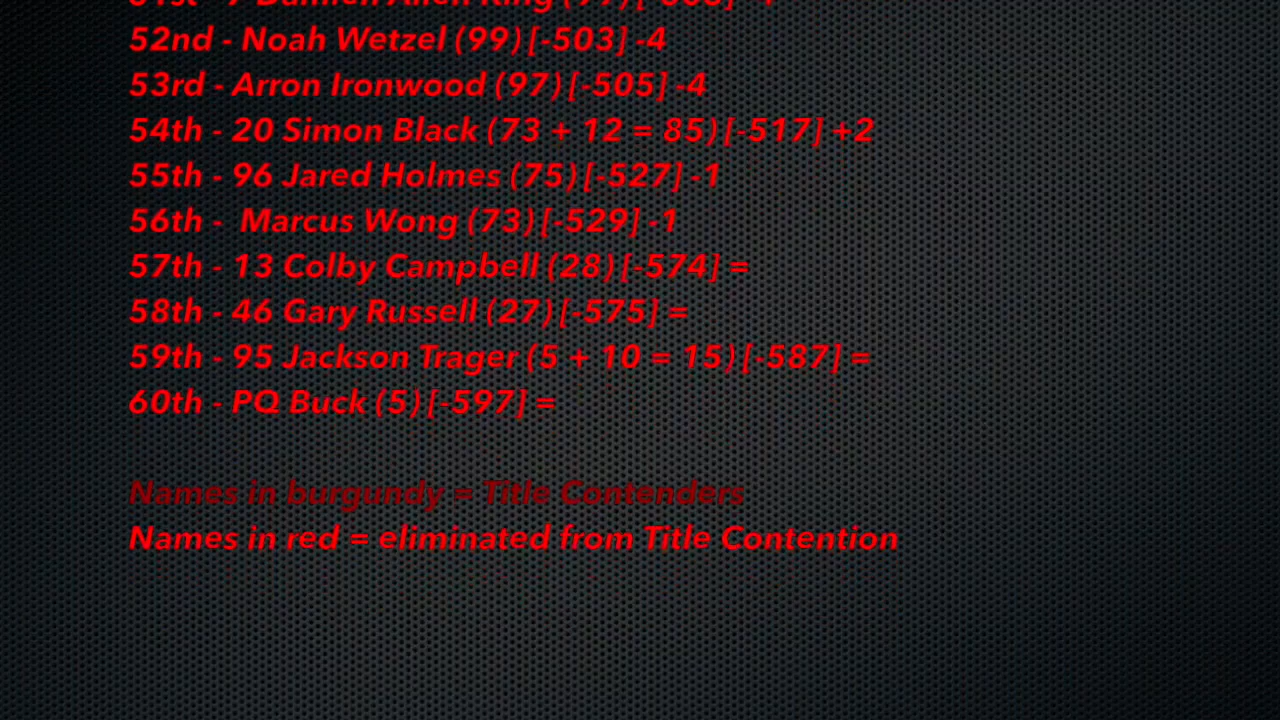 52nd - Noah Wetzel (99) [-503] -4
53rd - Arron Ironwood (97) [-505] -4
54th - 20 Simon Black (73 + 12 = 85) [-517] +2
55th - 96 Jared Holmes (75) [-527] -1
56th -  Marcus Wong (73) [-529] -1
57th - 13 Colby Campbell (28) [-574] =
58th - 46 Gary Russell (27) [-575] =
59th - 95 Jackson Trager (5 + 10 = 15) [-587] =
60th - PQ Buck (5) [-597] =
Names in burgundy = Title Contenders
Names in red = eliminated from Title Contention